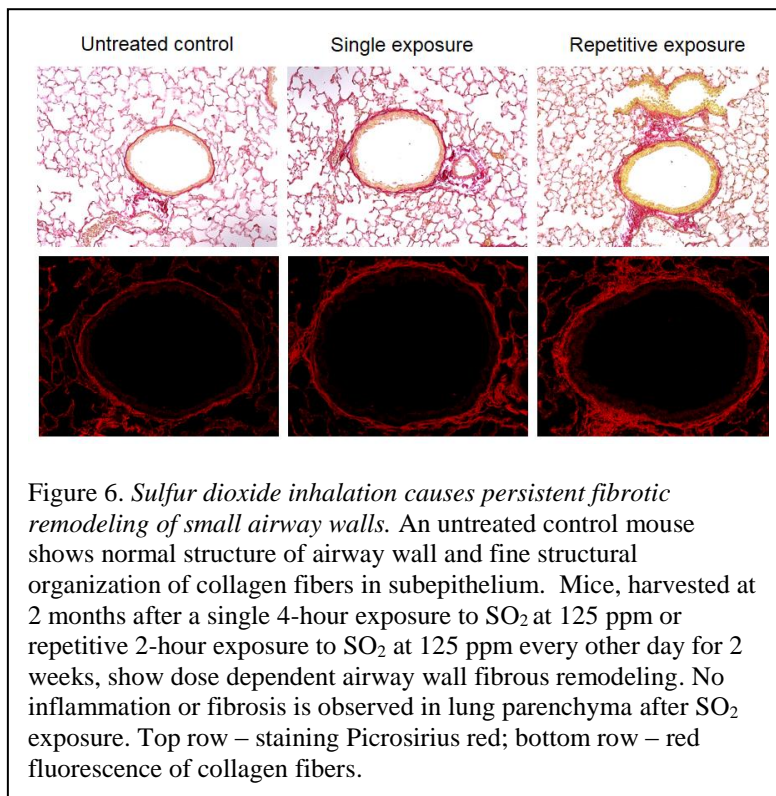 Untreated control Single exposure Repetitive exposure
Figure 6. Sulfur dioxide inhalation causes persistent fibrotic
remodeling of small airway walls. An untreated control mouse
shows normal structure of airway wall and fine structural
organization of collagen fibers in subepithelium. Mice, harvested at
2 months after a single 4-hour exposure to SO₂ at 125 ppm or
repetitive 2-hour exposure to SO₂ at 125 ppm every other day for 2
weeks, show dose dependent airway wall fibrous remodeling. No
inflammation or fibrosis is observed in lung parenchyma after SO₂
exposure. Top row – staining Picrosirius red; bottom row – red
fluorescence of collagen fibers.